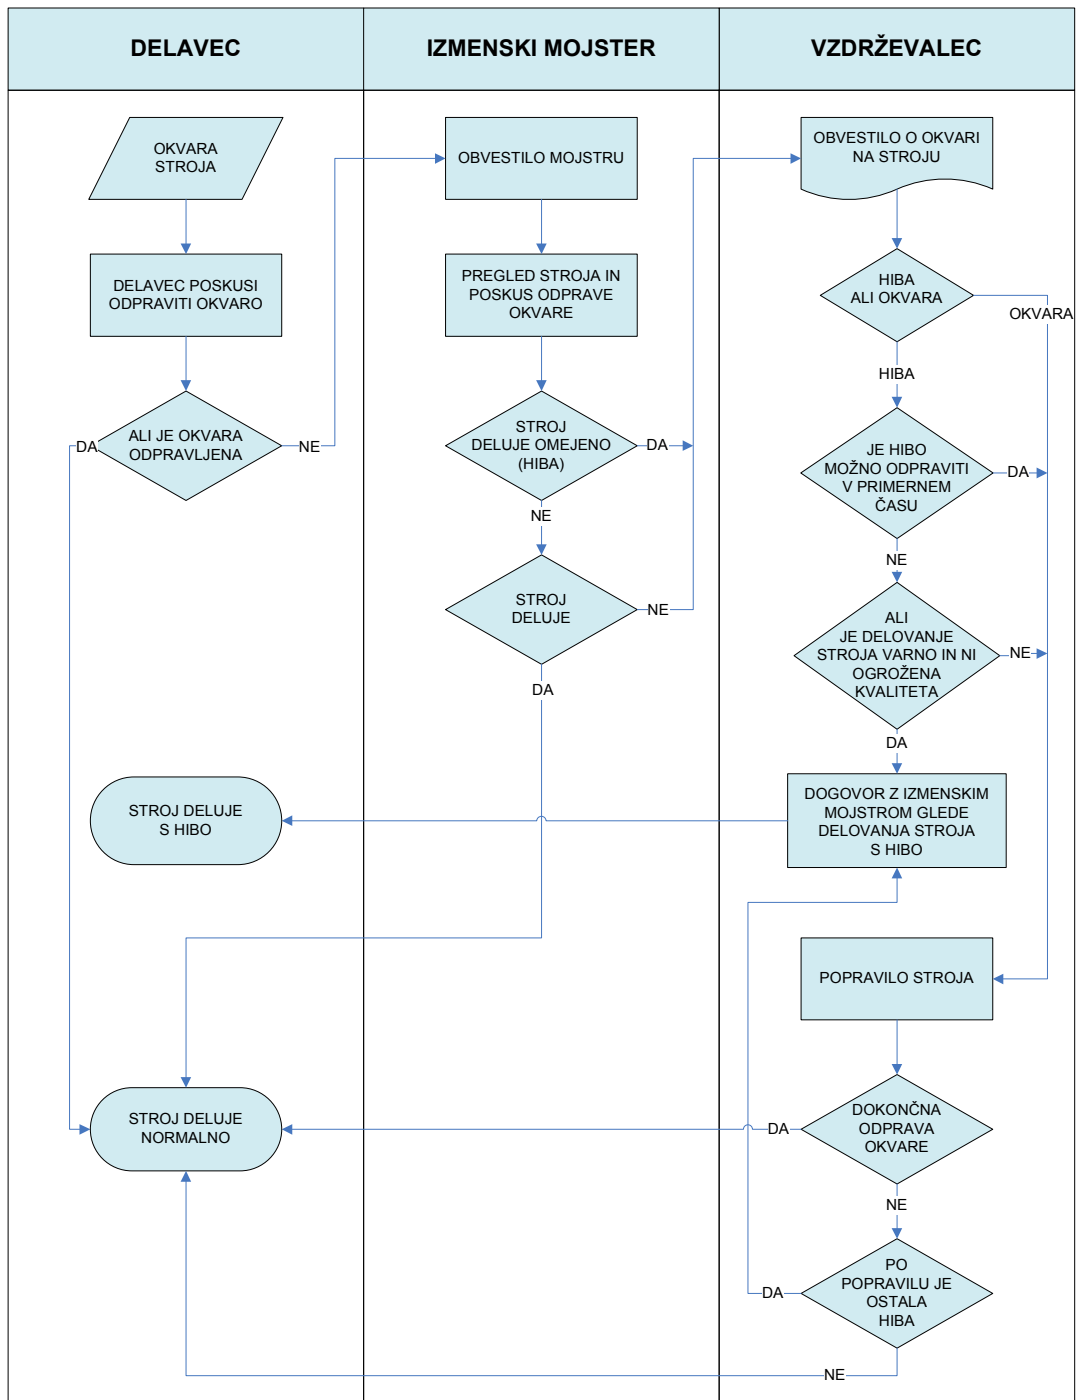 DELAVEC
IZMENSKI MOJSTER
VZDRŽEVALEC
OKVARA
STROJA
DELAVEC POSKUSI
ODPRAVITI OKVARO
ALI JE OKVARA
ODPRAVLJENA
DA
NE
STROJ DELUJE
S HIBO
STROJ DELUJE
NORMALNO
OBVESTILO MOJSTRU
PREGLED STROJA IN
POSKUS ODPRAVE
OKVARE
STROJ
DELUJE OMEJENO
(HIBA)
DA
NE
STROJ
DELUJE
NE
DA
OBVESTILO O OKVARI
NA STROJU
HIBA
ALI OKVARA
OKVARA
HIBA
JE HIBO
MOŽNO ODPRAVITI
V PRIMERNEM
ČASU
DA
NE
ALI
JE DELOVANJE
STROJA VARNO IN NI
OGROŽENA
KVALITETA
NE
DA
DOGOVOR Z IZMENSKIM
MOJSTROM GLEDE
DELOVANJA STROJA
S HIBO
POPRAVILO STROJA
DOKONČNA
ODPRAVA
OKVARE
DA
NE
PO
POPRAVILU JE
OSTALA
HIBA
DA
NE